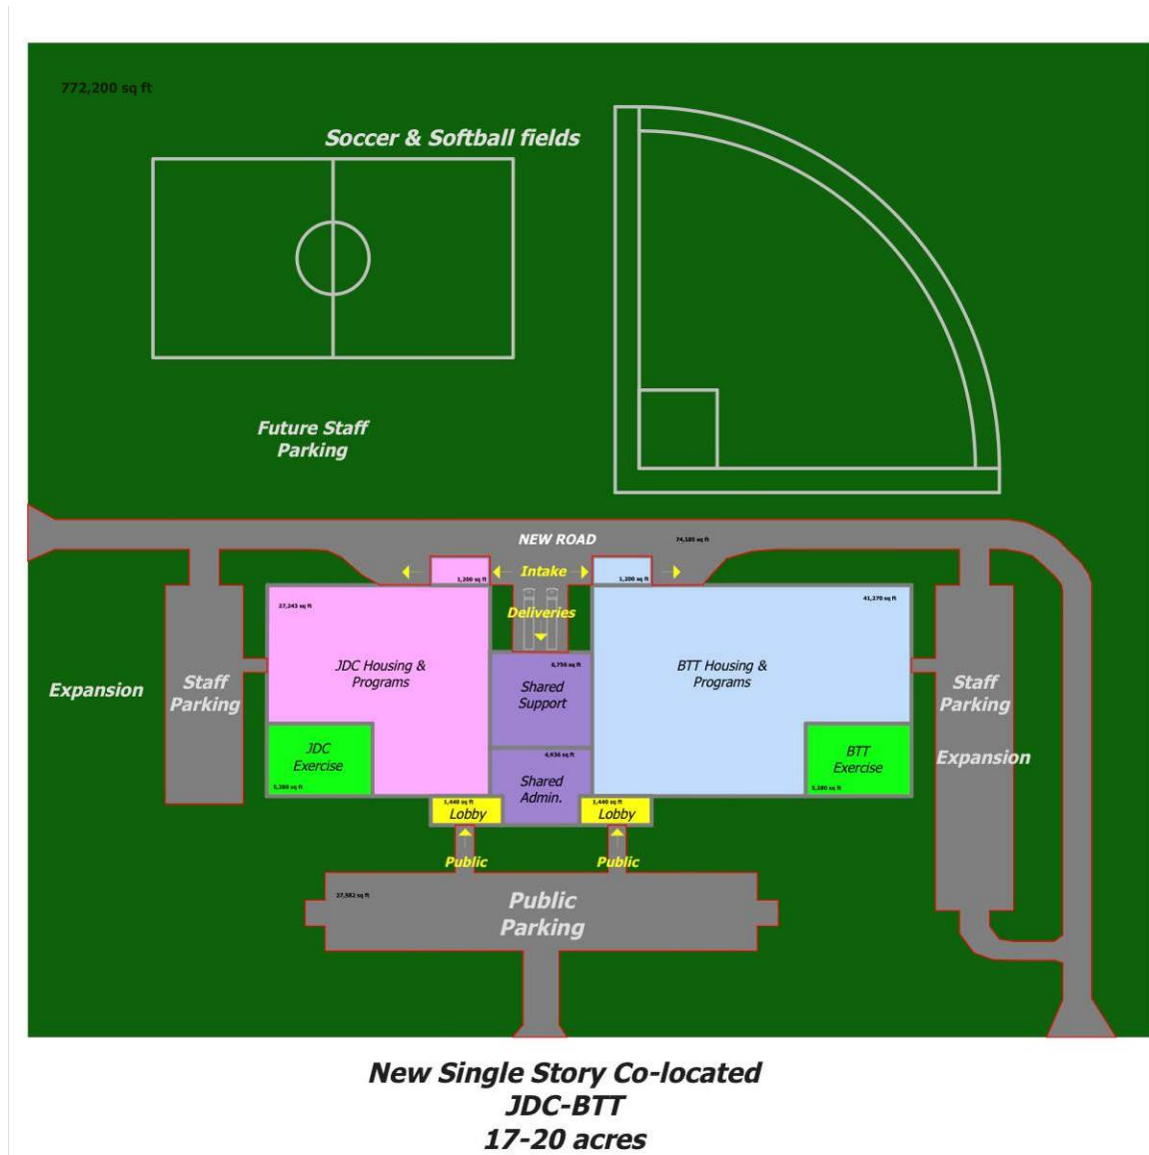 772,200 sq ft
Soccer & Softball fields
Future Staff
Parking
NEW ROAD
74,185 sq ft
Intake
1,200 sq ft
1,200 sq ft
Deliveries
27,243 sq ft
41,270 sq ft
JDC Housing &
Programs
BTT Housing &
Programs
6,756 sq ft
Shared
Support
Expansion
Staff
Parking
Staff
Parking
Expansion
JDC
Exercise
5,280 sq ft
4,936 sq ft
Shared
Admin.
BTT
Exercise
5,280 sq ft
1,440 sq ft
Lobby
1,440 sq ft
Lobby
Public
Public
27,582 sq ft
Public
Parking
New Single Story Co-located
JDC-BTT
17-20 acres